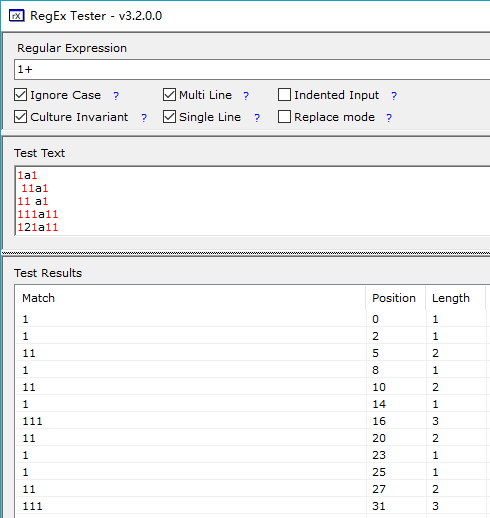 rX RegEx Tester - v3.2.0.0
Regular Expression
1+
Ignore Case ? Multi Line ? Indented Input ?
Culture Invariant ? Single Line ? Replace mode ?
Test Text
1a1
11a1
11 a1
111a11
121a11
Test Results
Match Position Length
1 0 1
1 2 1
11 5 2
1 8 1
11 10 2
1 14 1
111 16 3
11 20 2
1 23 1
1 25 1
11 27 2
111 31 3